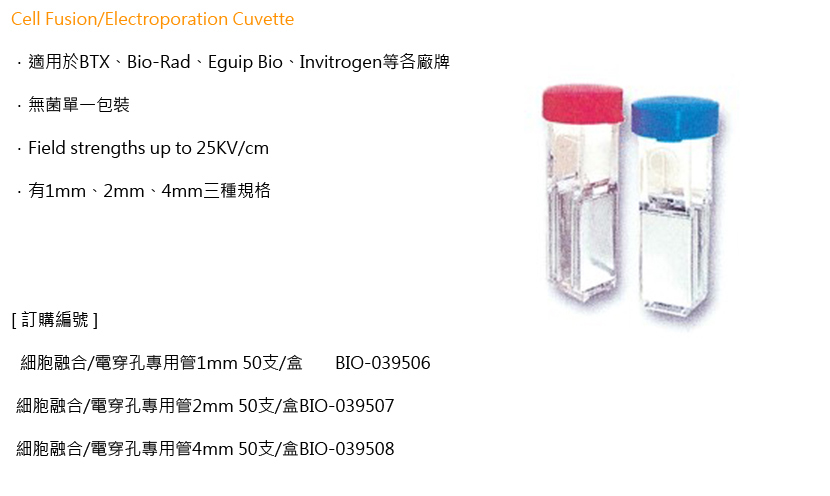 Cell Fusion/Electroporation Cuvette
．適用於BTX、Bio-Rad、Eguip Bio、Invitrogen等各廠牌
．無菌單一包裝
．Field strengths up to 25KV/cm
．有1mm、2mm、4mm三種規格
[ 訂購編號 ]
細胞融合/電穿孔專用管1mm 50支/盒 BIO-039506
細胞融合/電穿孔專用管2mm 50支/盒BIO-039507
細胞融合/電穿孔專用管4mm 50支/盒BIO-039508